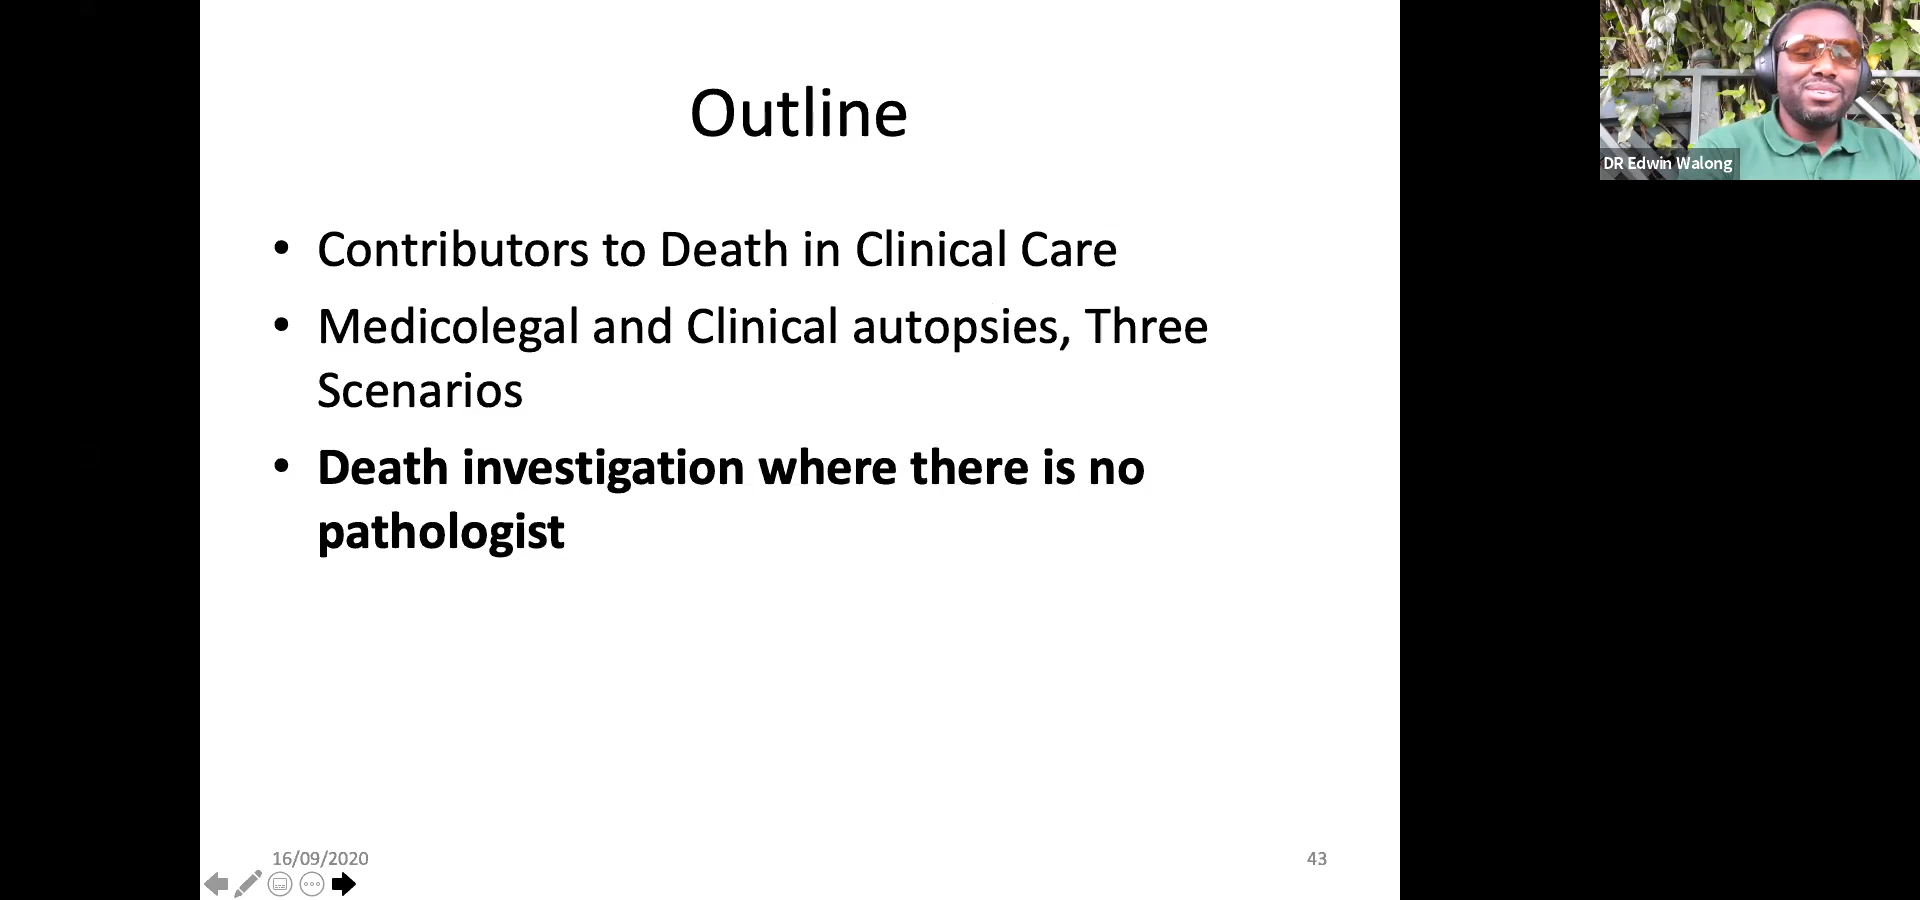 Outline
• Contributors to Death in Clinical Care
• Medicolegal and Clinical autopsies, Three
Scenarios
• Death investigation where there is no
pathologist
16/09/2020
43
DR Edwin Walong